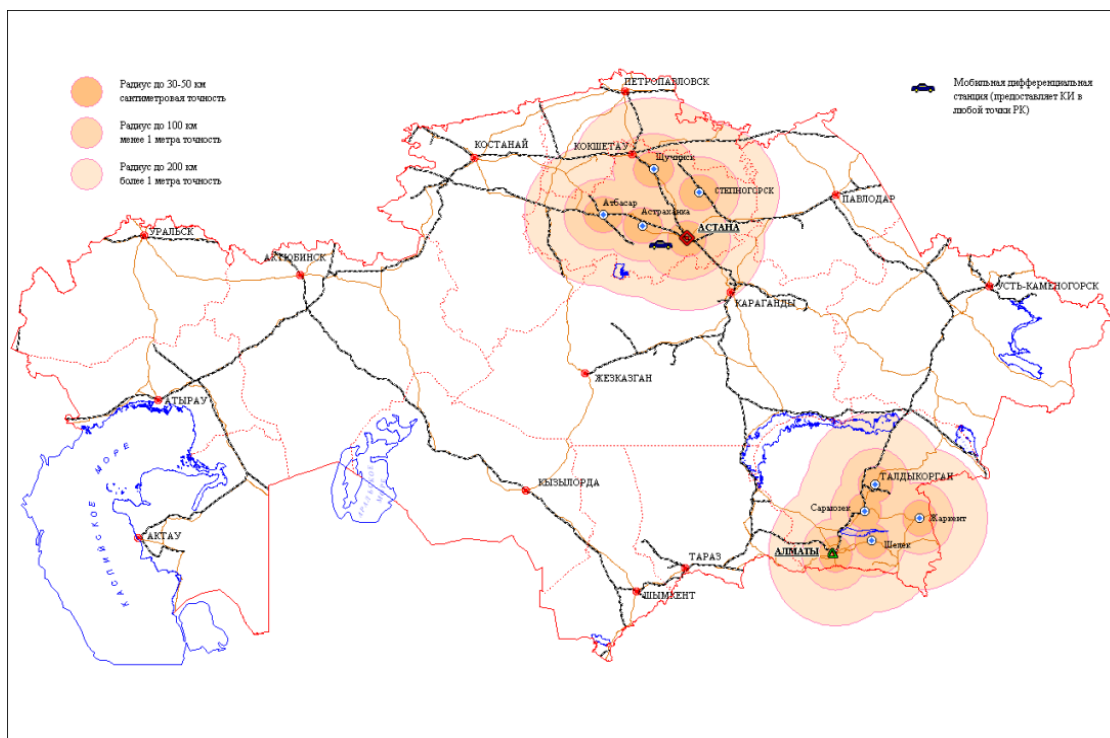 Радиус до 30-50 км
сантиметровая точность
Радиус до 100 км
менее 1 метра точность
Радиус до 200 км
более 1 метра точность
Мобильная дифференциальная
станция (предоставляет КИ в
любой точки РК)
ПЕТРОПАВЛОВСК
КОСТАНАЙ
КОКШЕТАУ
Щучинск
СТЕПНОГОРСК
ПАВЛОДАР
Атбасар
Астраханка
АСТАНА
УРАЛЬСК
АКТЮБИНСК
УСТЬ-КАМЕНОГОРСК
КАРАГАНДЫ
ЖЕЗКАЗГАН
АТЫРАУ
КАСПИЙСКОЕ МОРЕ
АРАЛЬСКОЕ МОРЕ
ТАЛДЫКОРГАН
КЫЗЫЛОРДА
Сарыозек
Жаркент
АКТАУ
Шелек
АЛМАТЫ
ТАРАЗ
ШЫМКЕНТ